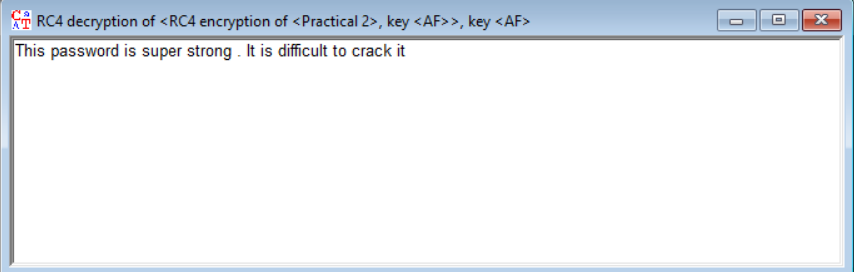 RC4 decryption of <RC4 encryption of <Practical 2>, key <AF>>, key <AF>
This password is super strong . It is difficult to crack it